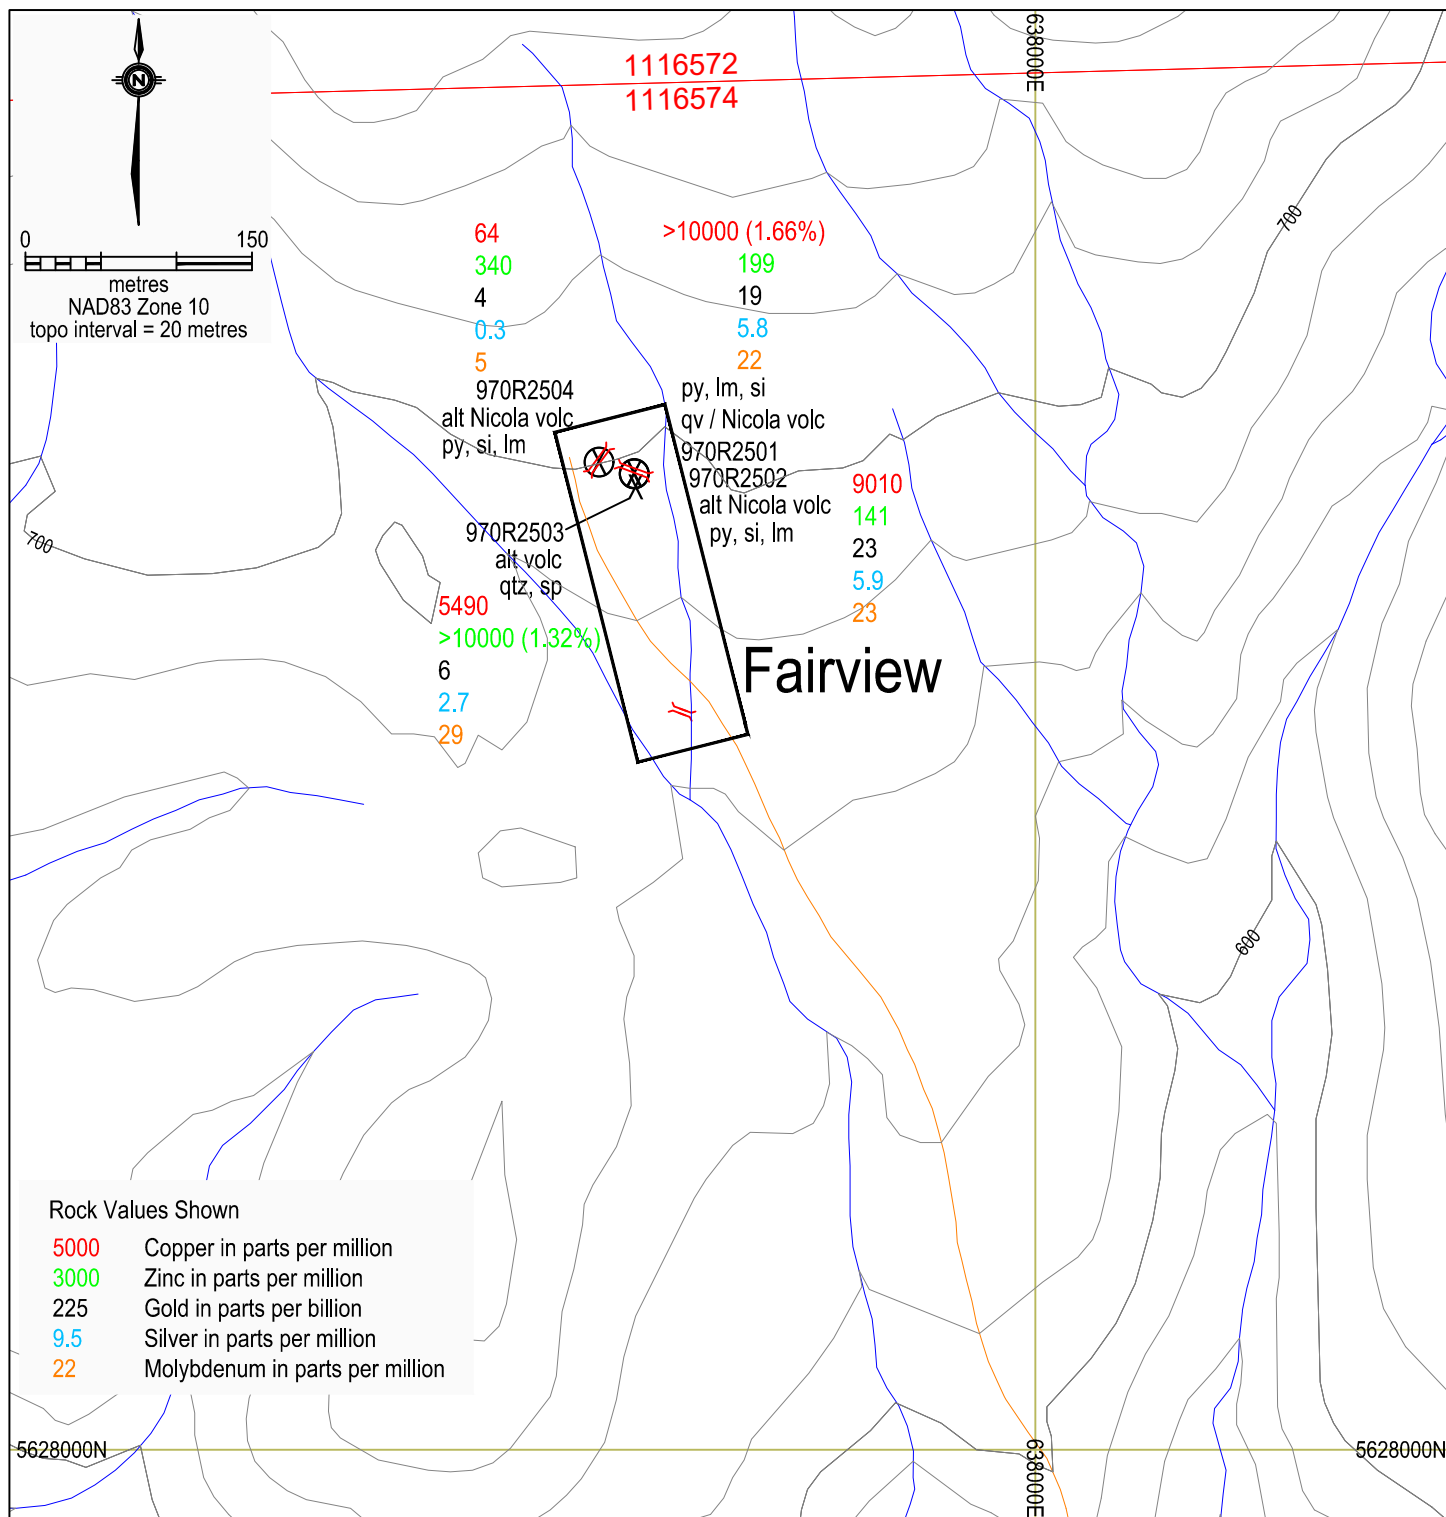 1116572
1116574
638000E
N
0 150
metres
NAD83 Zone 10
topo interval = 20 metres
700
64
340
4
0.3
5
970R2504
alt Nicola volc
py, si, lm
>10000 (1.66%)
199
19
5.8
22
py, lm, si
qv / Nicola volc
970R2501
970R2502
alt Nicola volc
py, si, lm
9010
141
23
5.9
23
700
970R2503
alt volc
qtz, sp
5490
>10000 (1.32%)
6
2.7
29
Fairview
600
Rock Values Shown
5000 Copper in parts per million
3000 Zinc in parts per million
225 Gold in parts per billion
9.5 Silver in parts per million
22 Molybdenum in parts per million
5628000N
638000E
5628000N